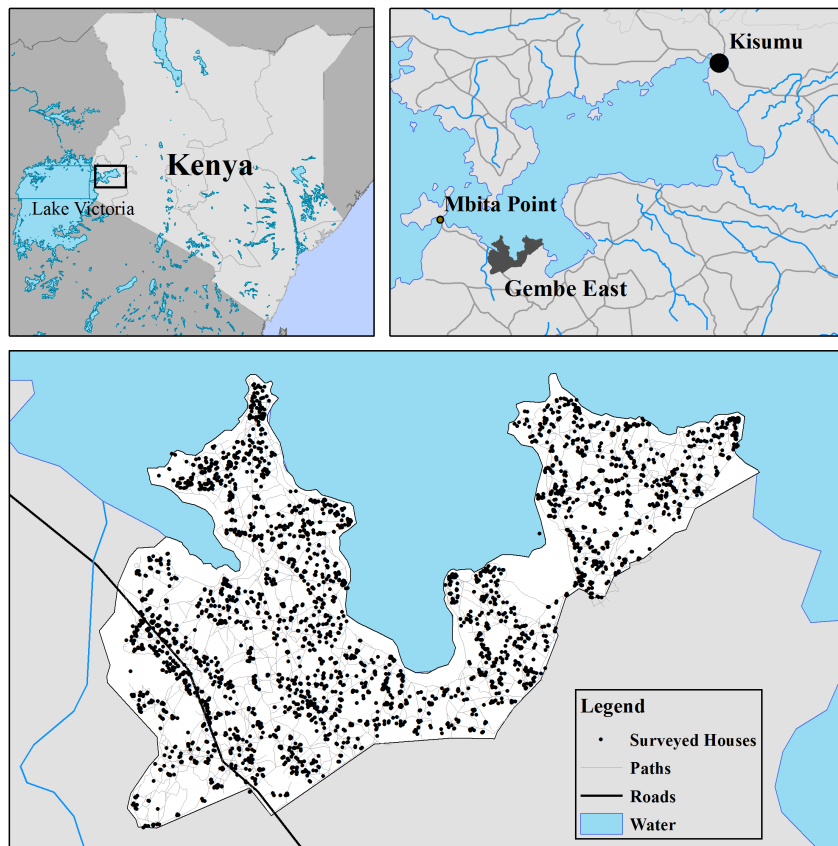 Kenya
Lake Victoria
Kisumu
Mbita Point
Gembe East
Legend
Surveyed Houses
Paths
Roads
Water